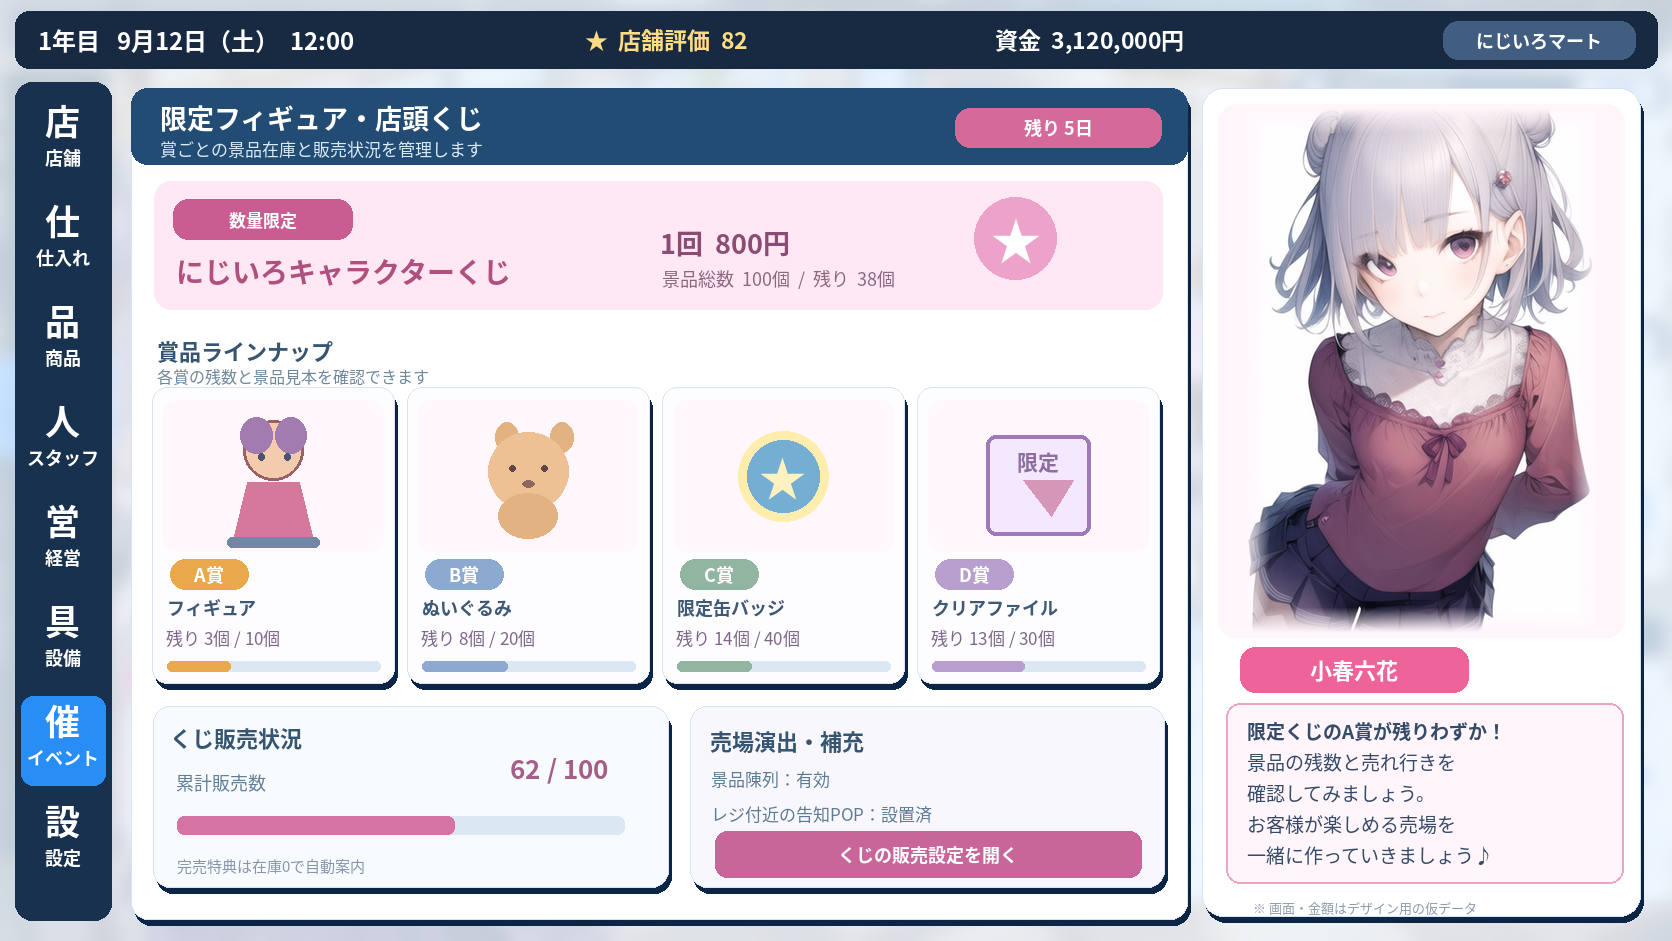 1年目 9月12日（土） 12:00
★ 店舗評価 82
資金 3,120,000円
にじいろマート
店
店舗
仕
仕入れ
品
商品
人
スタッフ
営
経営
具
設備
催
イベント
設
設定
限定フィギュア・店頭くじ
賞ごとの景品在庫と販売状況を管理します
残り 5日
数量限定
にじいろキャラクターくじ
1回 800円
景品総数 100個 / 残り 38個
賞品ラインナップ
各賞の残数と景品見本を確認できます
A賞
フィギュア
残り 3個 / 10個
B賞
ぬいぐるみ
残り 8個 / 20個
C賞
限定缶バッジ
残り 14個 / 40個
限定
D賞
クリアファイル
残り 13個 / 30個
くじ販売状況
累計販売数
62 / 100
完売特典は在庫0で自動案内
売場演出・補充
景品陳列：有効
レジ付近の告知POP：設置済
くじの販売設定を開く
小春六花
限定くじのA賞が残りわずか！
景品の残数と売れ行きを
確認してみましょう。
お客様が楽しめる売場を
一緒に作っていきましょう♪
※ 画面・金額はデザイン用の仮データ